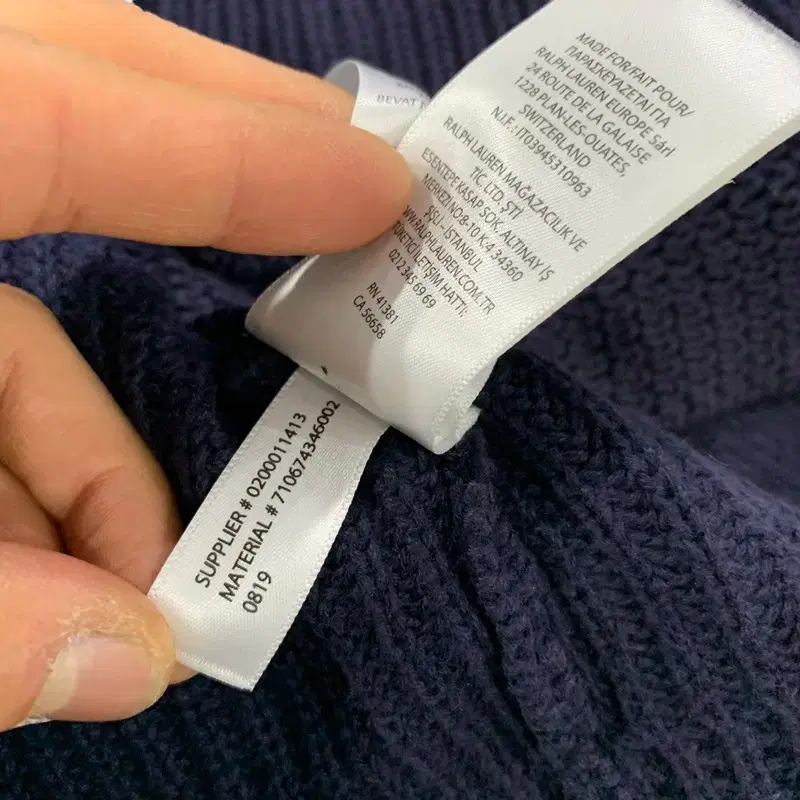 BEVAT
MADE FOR/FAIT POUR/
ΠΑΡΑΣΚΕΥΑΖΕΤΑΙ ΓΙΑ
RALPH LAUREN EUROPE Sàrl
24 ROUTE DE LA GALAISE
1228 PLAN-LES-OUATES,
SWITZERLAND
N.I.F.: IT03945310963
RALPH LAUREN MAĞAZACILIK VE
TİC. LTD. ŞTİ
ESENTEPE KASAP SOK. ALTINAY İŞ
MERKEZİ NO:8-10 K:4 34360
ŞİŞLİ - İSTANBUL
WWW.RALPHLAUREN.COM.TR
TÜKETİCİ İLETİŞİM HATTI:
0212 345 69 69
RN 41381
CA 56658
SUPPLIER # 0200011413
MATERIAL # 710674346002
0819